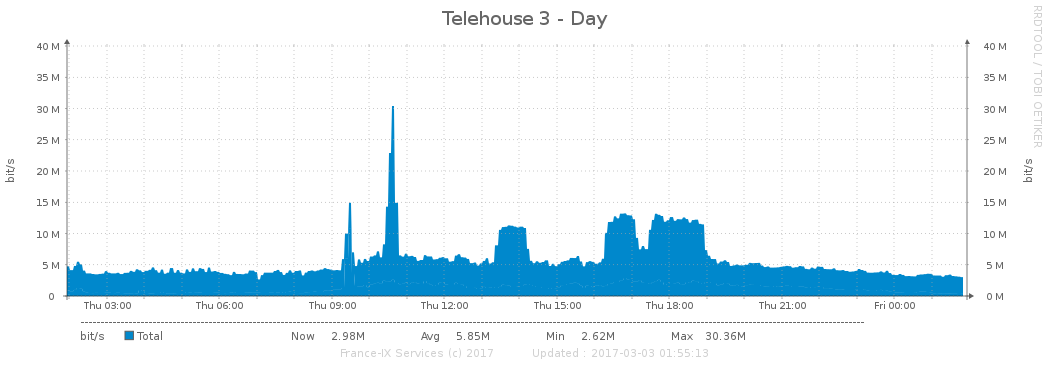 Telehouse 3 - Day
RRDTOOL / TOBI OETIKER
40 M 40 M
35 M 35 M
30 M 30 M
25 M 25 M
20 M 20 M
15 M 15 M
10 M 10 M
5 M 5 M
0 0 M
bit/s bit/s
Thu 03:00 Thu 06:00 Thu 09:00 Thu 12:00 Thu 15:00 Thu 18:00 Thu 21:00 Fri 00:00
bit/s Total Now 2.98M Avg 5.85M Min 2.62M Max 30.36M
France-IX Services (c) 2017 Updated : 2017-03-03 01:55:13